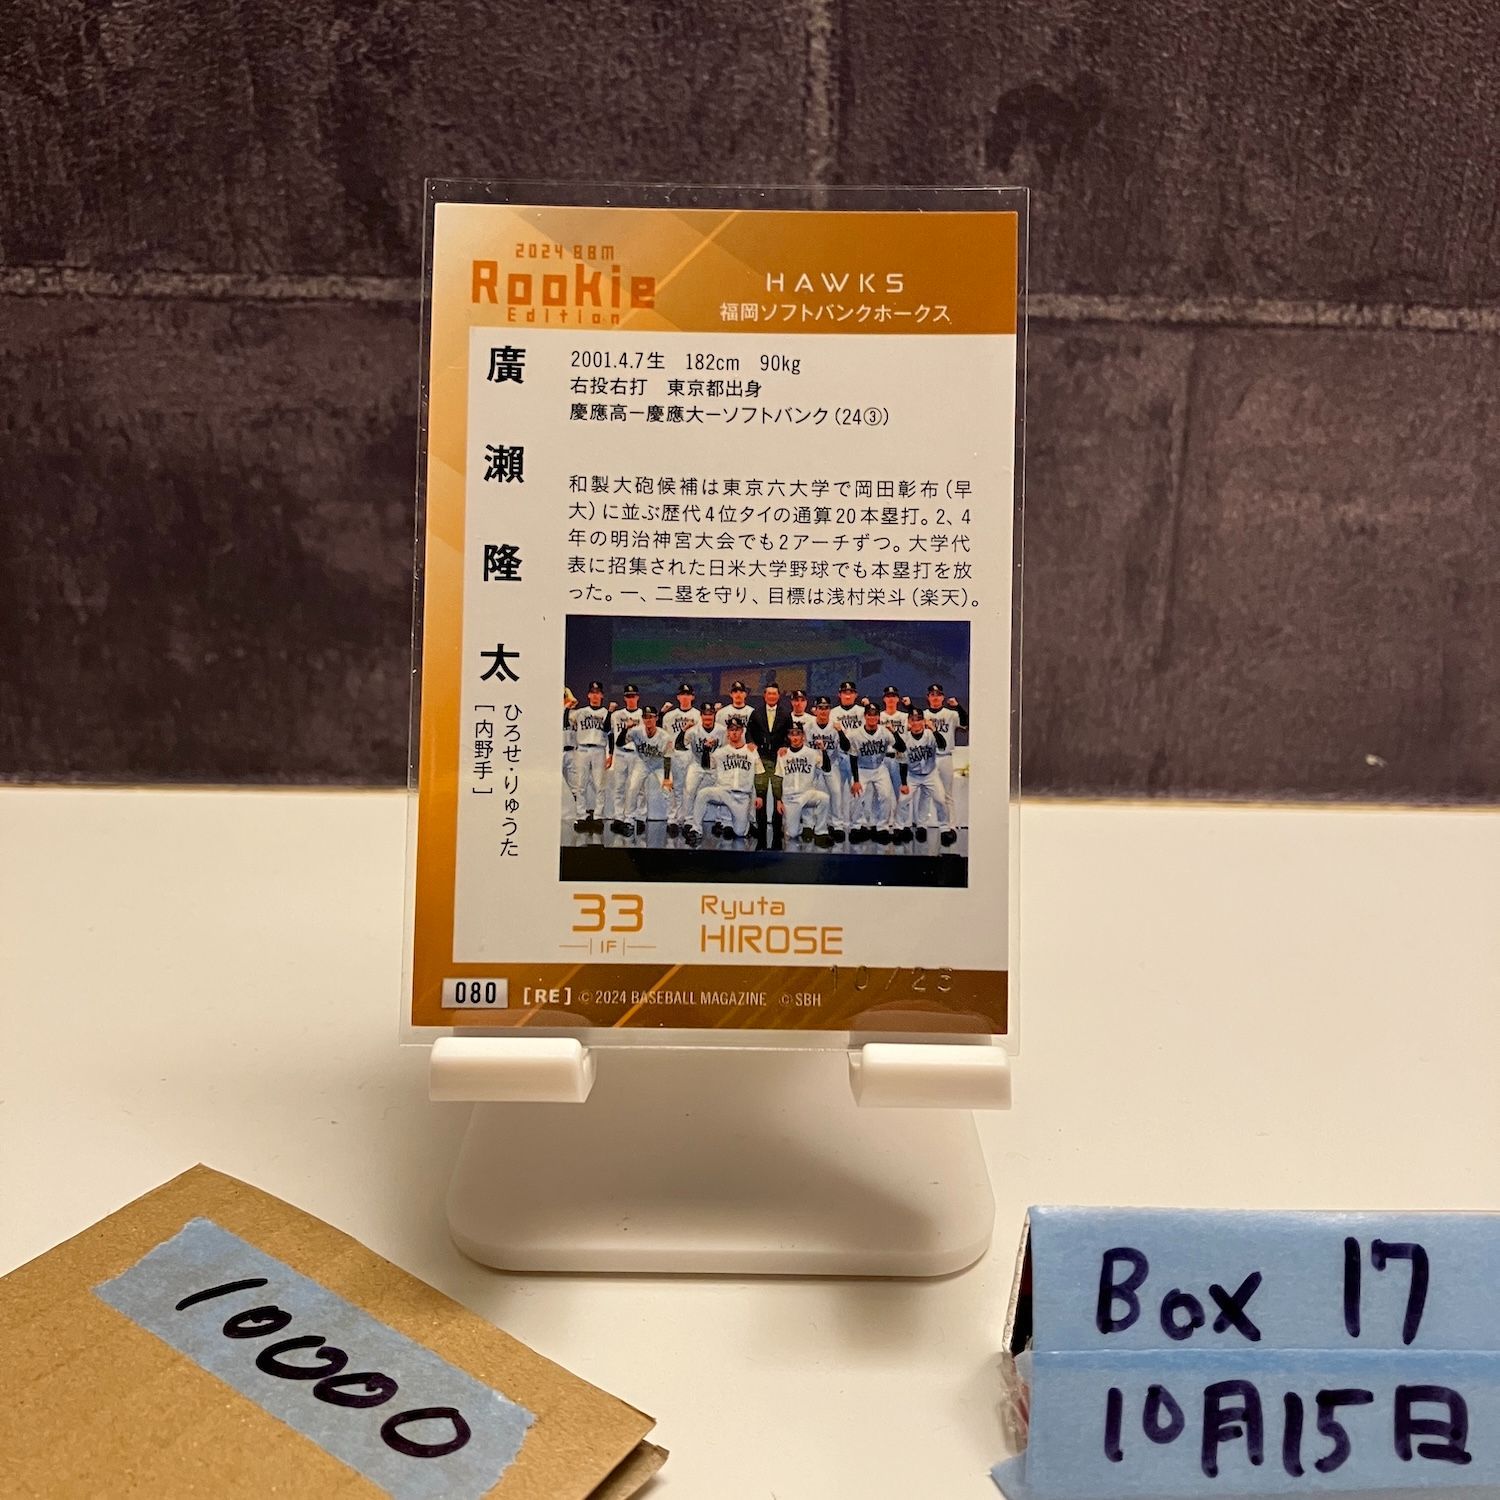 2024 BBM
Rookie
Edition
HAWKS
福岡ソフトバンクホークス
廣瀨隆太
ひろせ・りゅうた
[内野手]
2001.4.7生 182cm 90kg
右投右打 東京都出身
慶應高ー慶應大ーソフトバンク(24③)
和製大砲候補は東京六大学で岡田彰布(早
大)に並ぶ歴代4位タイの通算20本塁打。2、4
年の明治神宮大会でも2アーチずつ。大学代
表に招集された日米大学野球でも本塁打を放
った。一、二塁を守り、目標は浅村栄斗(楽天)。
33
IF
Ryuta
HIROSE
10/25
080 [RE] © 2024 BASEBALL MAGAZINE © SBH
10000
Box 17
10月15日